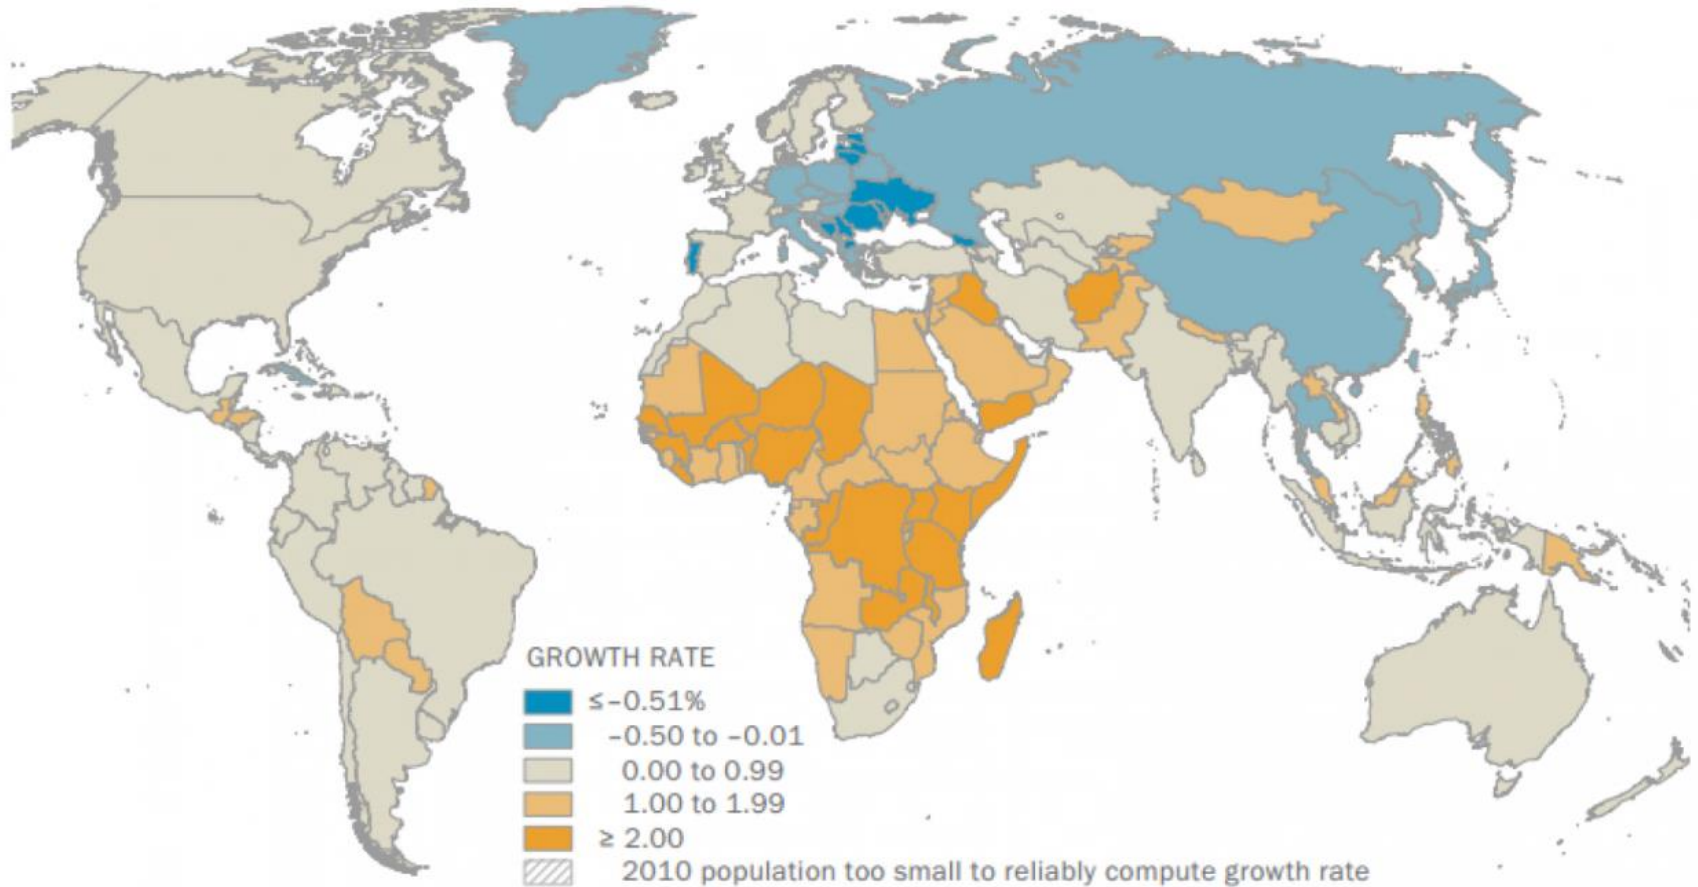 GROWTH RATE
≤ –0.51%
–0.50 to –0.01
0.00 to 0.99
1.00 to 1.99
≥ 2.00
2010 population too small to reliably compute growth rate